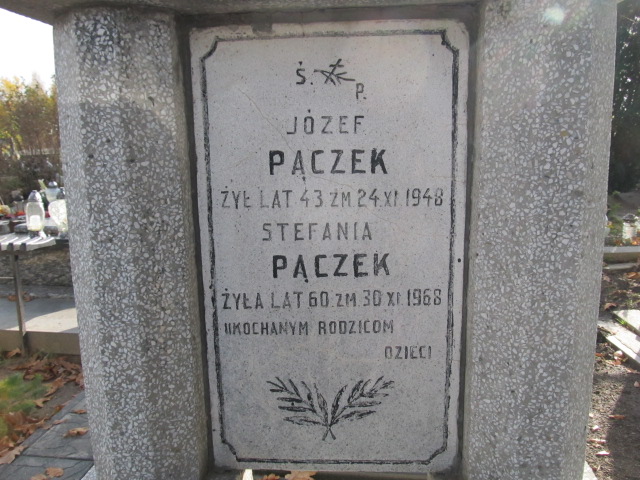 Ś. P.
JÓZEF
PĄCZEK
ŻYŁ LAT 43 ZM 24.XI 1948
STEFANIA
PĄCZEK
ŻYŁA LAT 60 ZM 30 XI 1968
UKOCHANYM RODZICOM
DZIECI